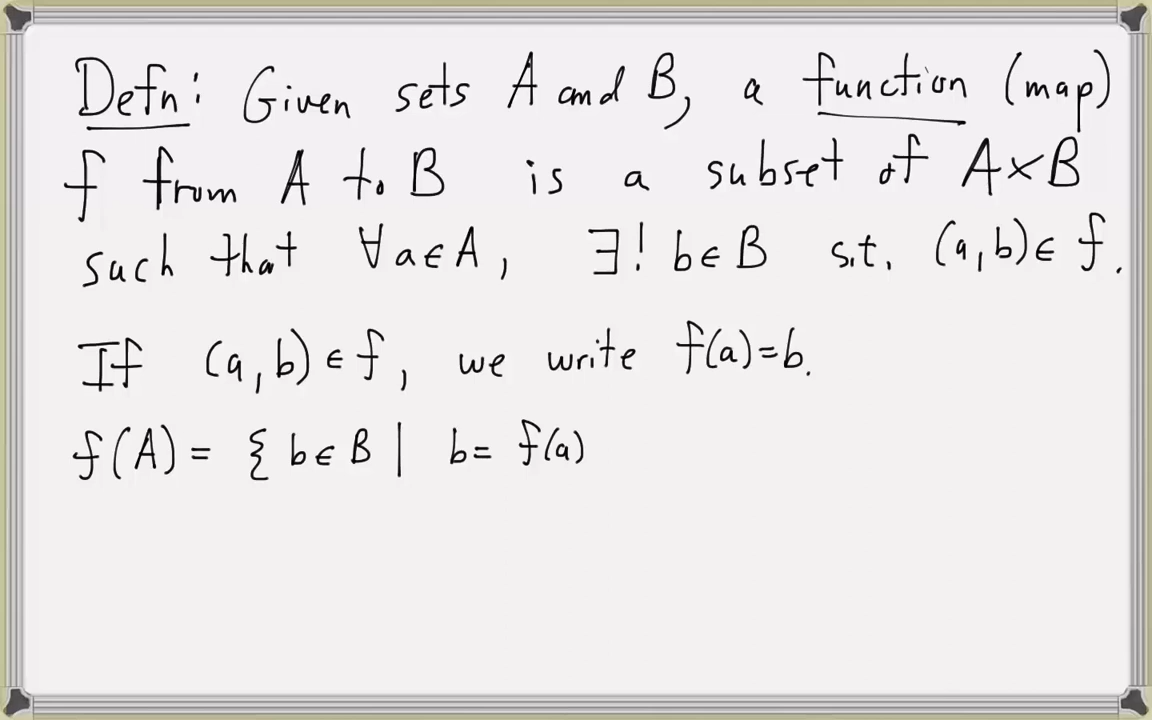 Defn: Given sets A and B, a function (map)
f from A to B is a subset of A×B
such that ∀a∈A, ∃! b∈B s.t. (a,b)∈ f.
If (a,b)∈f, we write f(a)=b.
f(A)= { b∈B | b= f(a)